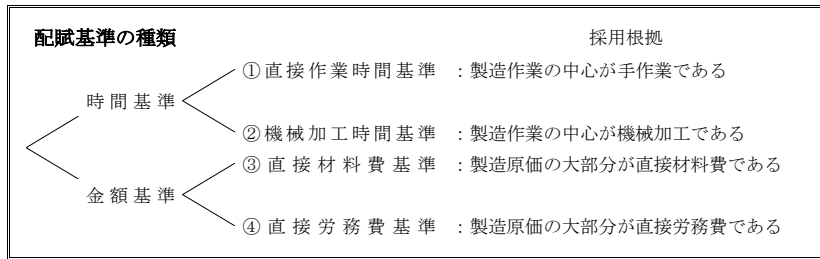 配賦基準の種類 採用根拠
①直接作業時間基準 :製造作業の中心が手作業である
時間基準
②機械加工時間基準 :製造作業の中心が機械加工である
③直接材料費基準 :製造原価の大部分が直接材料費である
金額基準
④直接労務費基準 :製造原価の大部分が直接労務費である